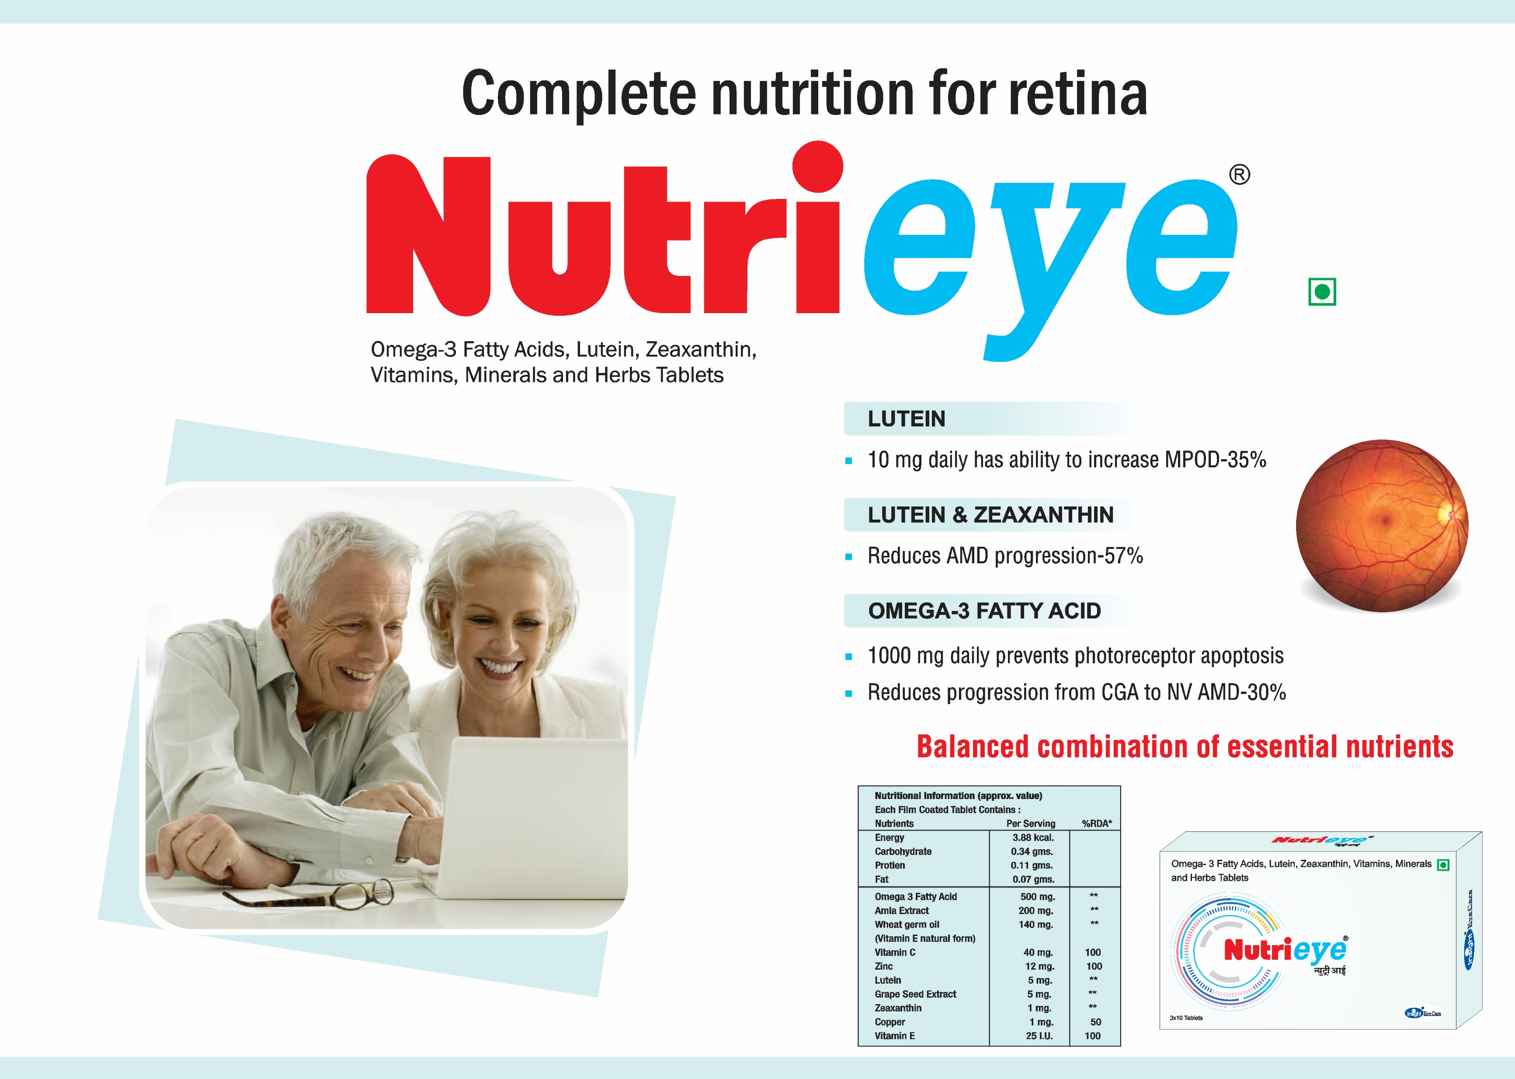 Complete nutrition for retina
Nutrieye®
Omega-3 Fatty Acids, Lutein, Zeaxanthin,
Vitamins, Minerals and Herbs Tablets
LUTEIN
10 mg daily has ability to increase MPOD-35%
LUTEIN & ZEAXANTHIN
Reduces AMD progression-57%
OMEGA-3 FATTY ACID
1000 mg daily prevents photoreceptor apoptosis
Reduces progression from CGA to NV AMD-30%
Balanced combination of essential nutrients
Nutritional Information (approx. value)
Each Film Coated Tablet Contains :
Nutrients Per Serving %RDA*
Energy 3.88 kcal.
Carbohydrate 0.34 gms.
Protien 0.11 gms.
Fat 0.07 gms.
Omega 3 Fatty Acid 500 mg. **
Amla Extract 200 mg. **
Wheat germ oil 140 mg. **
(Vitamin E natural form)
Vitamin C 40 mg. 100
Zinc 12 mg. 100
Lutein 5 mg. **
Grape Seed Extract 5 mg. **
Zeaxanthin 1 mg. **
Copper 1 mg. 50
Vitamin E 25 I.U. 100
Nutrieye®
Omega- 3 Fatty Acids, Lutein, Zeaxanthin, Vitamins, Minerals
and Herbs Tablets
Nutrieye®
न्युट्री आई
3x10 Tablets